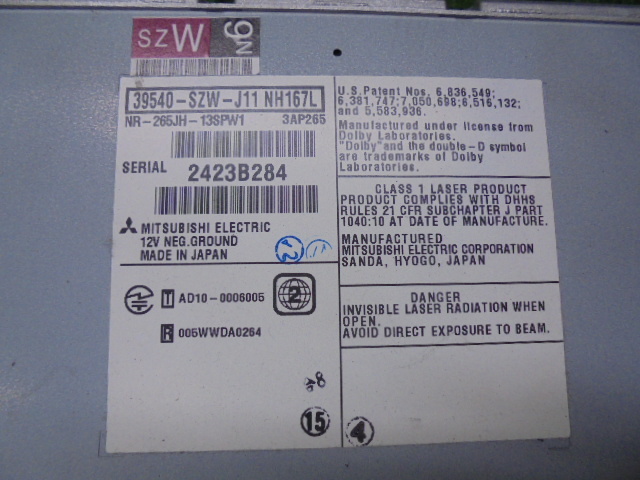 SZW
N9
39540-SZW-J11 NH167L
NR-265JH-13SPW1 3AP265
SERIAL 2423B284
MITSUBISHI ELECTRIC
12V NEG.GROUND
MADE IN JAPAN
T AD10-0006005
2
R 005WWDA0264
15
U.S.Patent Nos. 6,836,549;
6,381,747;7,050,698;6,516,132;
and 5,583,936.
Manufactured under license from
Dolby Laboratories.
"Dolby" and the double-D symbol
are trademarks of Dolby
Laboratories.
CLASS 1 LASER PRODUCT
PRODUCT COMPLIES WITH DHHS
RULES 21 CFR SUBCHAPTER J PART
1040:10 AT DATE OF MANUFACTURE.
MANUFACTURED
MITSUBISHI ELECTRIC CORPORATION
SANDA, HYOGO, JAPAN
DANGER
INVISIBLE LASER RADIATION WHEN
OPEN.
AVOID DIRECT EXPOSURE TO BEAM.
4